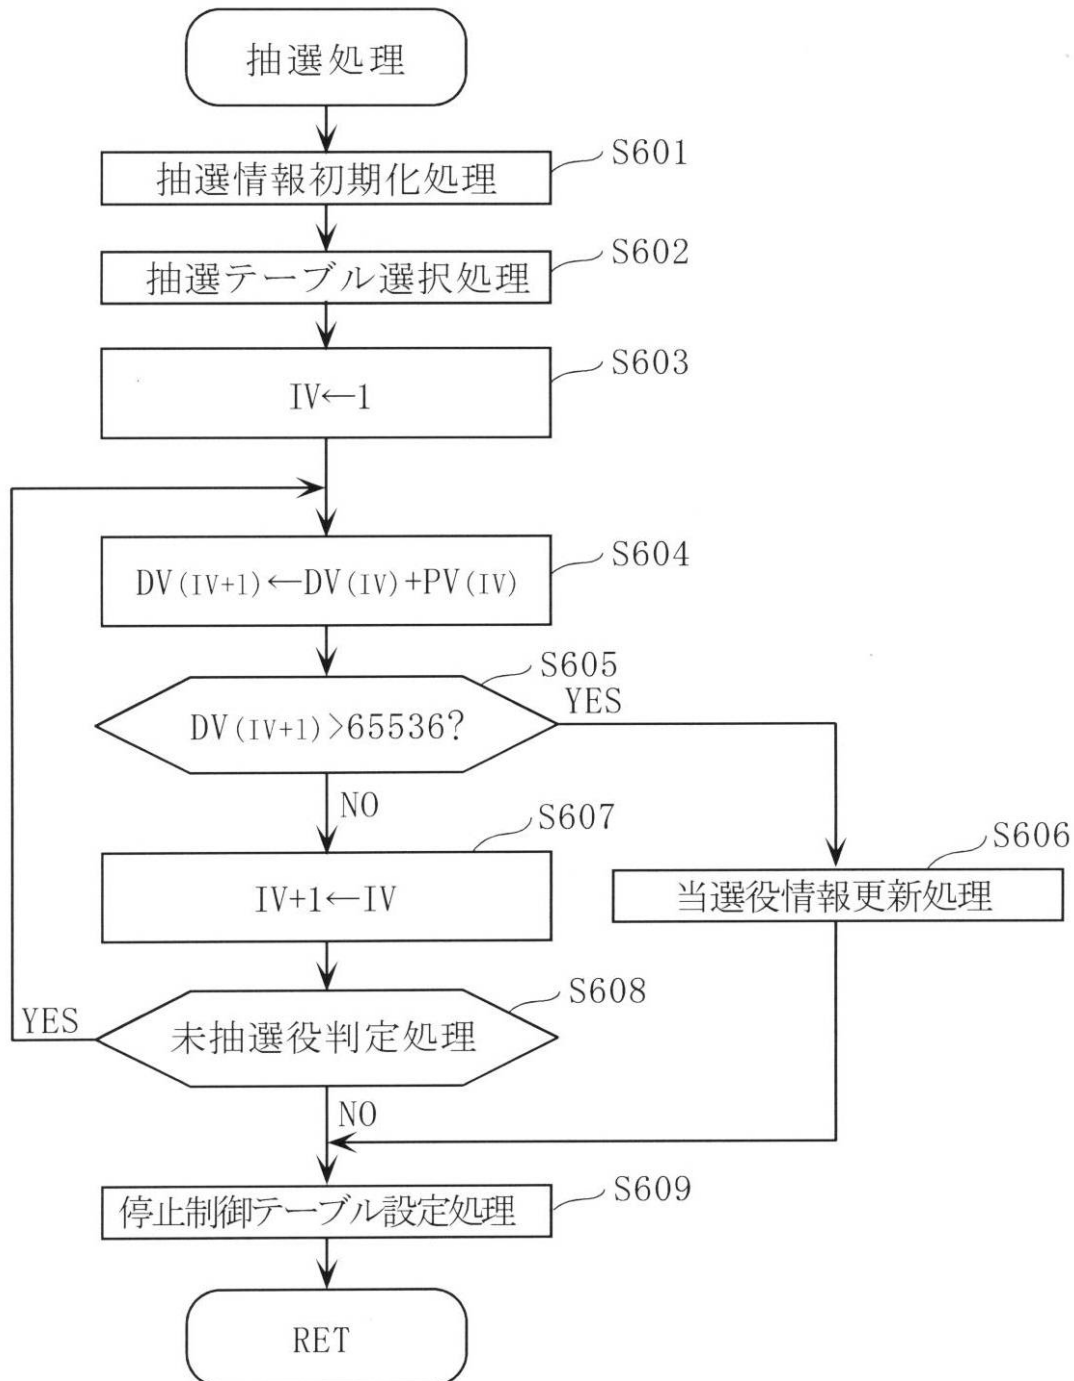 抽選処理
S601
抽選情報初期化処理
S602
抽選テーブル選択処理
S603
IV←1
S604
DV(IV+1)←DV(IV)+PV(IV)
S605
DV(IV+1)>65536?
YES
NO
S607
IV+1←IV
S606
当選役情報更新処理
S608
未抽選役判定処理
YES
NO
S609
停止制御テーブル設定処理
RET